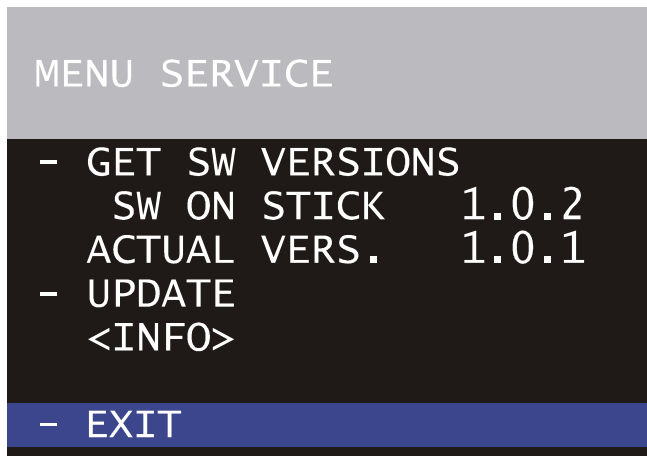 MENU SERVICE
- GET SW VERSIONS
SW ON STICK 1.0.2
ACTUAL VERS. 1.0.1
- UPDATE
<INFO>
- EXIT